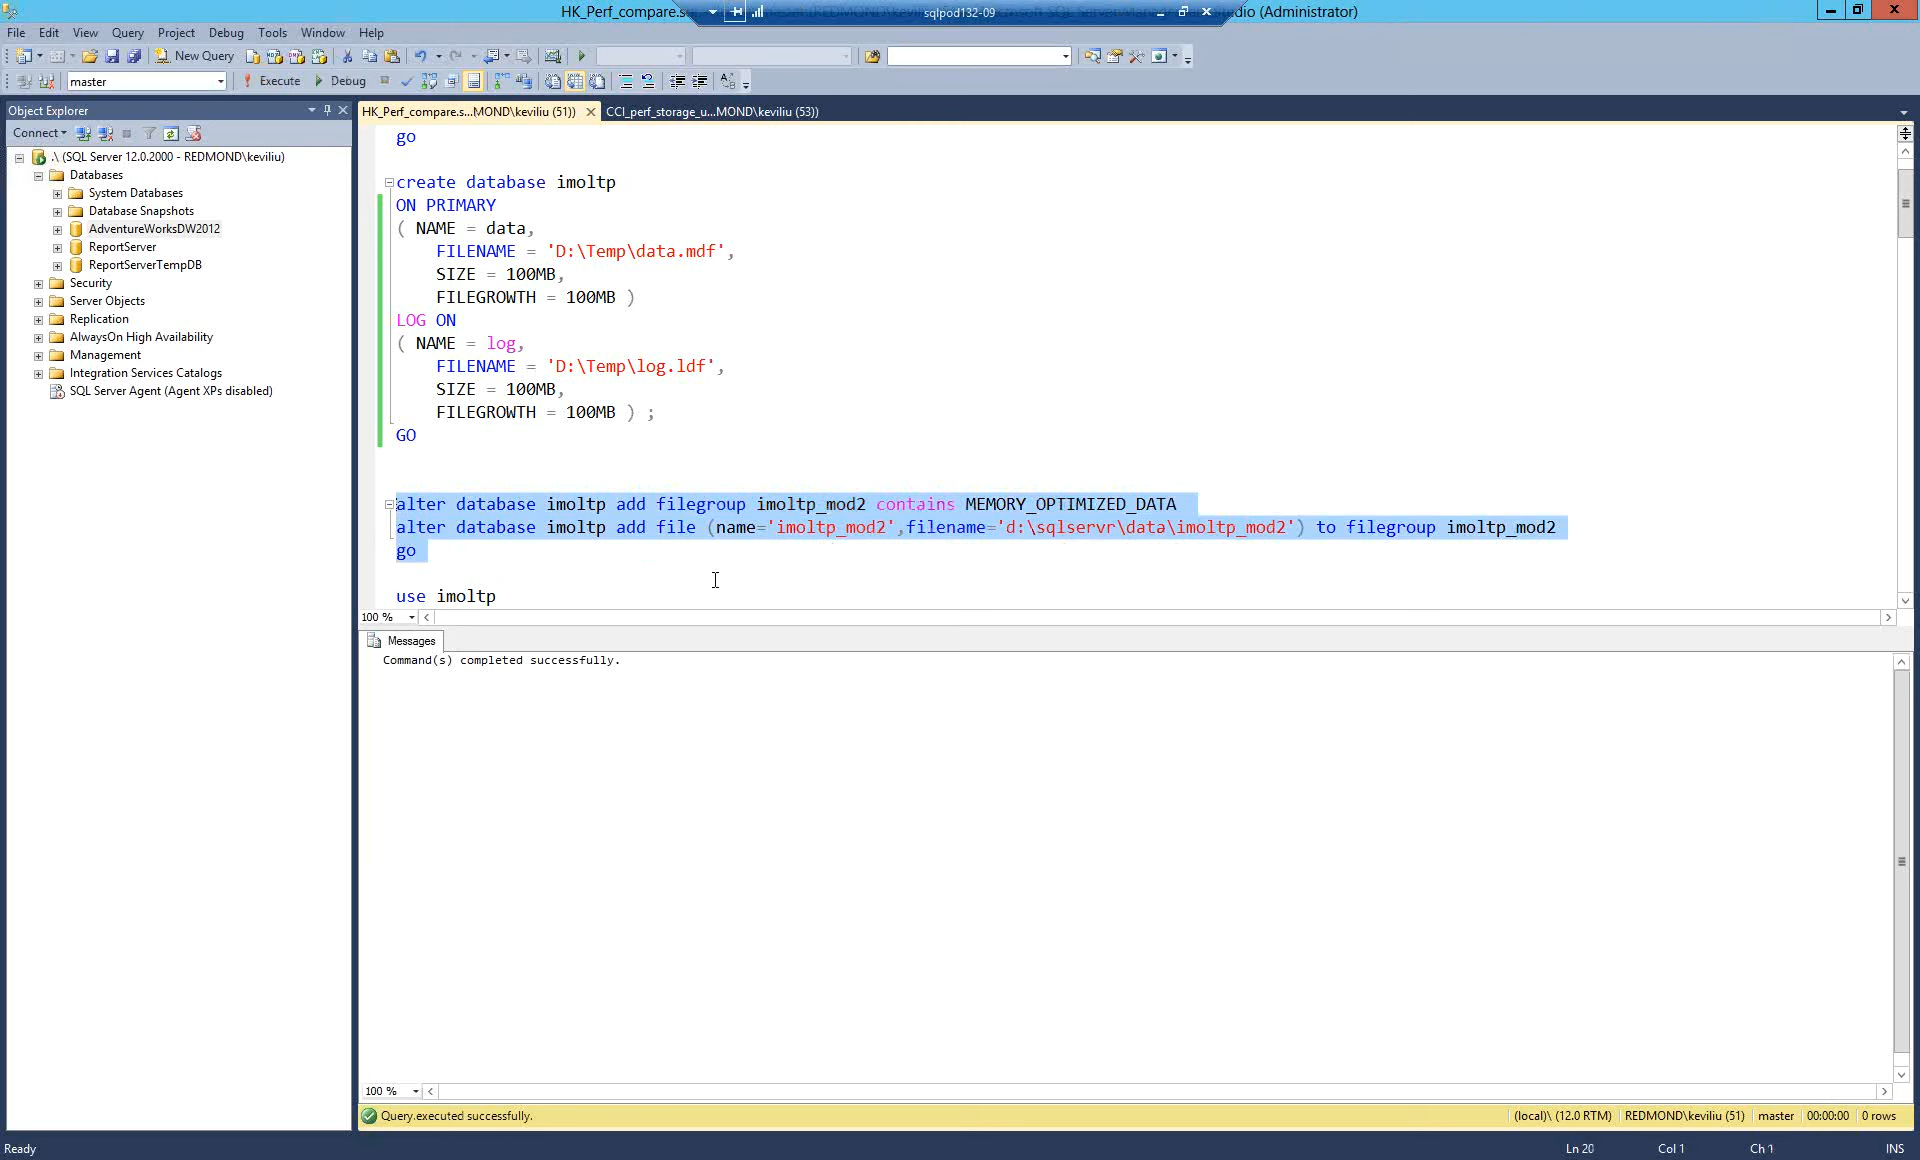 HK_Perf_compare.s
sqlpod132-09
dio (Administrator)
File Edit View Query Project Debug Tools Window Help
New Query
master Execute Debug
Object Explorer
Connect
.\ (SQL Server 12.0.2000 - REDMOND\keviliu)
Databases
System Databases
Database Snapshots
AdventureWorksDW2012
ReportServer
ReportServerTempDB
Security
Server Objects
Replication
AlwaysOn High Availability
Management
Integration Services Catalogs
SQL Server Agent (Agent XPs disabled)
HK_Perf_compare.s...MOND\keviliu (51)) CCI_perf_storage_u...MOND\keviliu (53))
go
create database imoltp
ON PRIMARY
( NAME = data,
FILENAME = 'D:\Temp\data.mdf',
SIZE = 100MB,
FILEGROWTH = 100MB )
LOG ON
( NAME = log,
FILENAME = 'D:\Temp\log.ldf',
SIZE = 100MB,
FILEGROWTH = 100MB ) ;
GO
alter database imoltp add filegroup imoltp_mod2 contains MEMORY_OPTIMIZED_DATA
alter database imoltp add file (name='imoltp_mod2',filename='d:\sqlservr\data\imoltp_mod2') to filegroup imoltp_mod2
go
use imoltp
100 %
Messages
Command(s) completed successfully.
100 %
Query executed successfully. (local)\ (12.0 RTM) REDMOND\keviliu (51) master 00:00:00 0 rows
Ready Ln 20 Col 1 Ch 1 INS